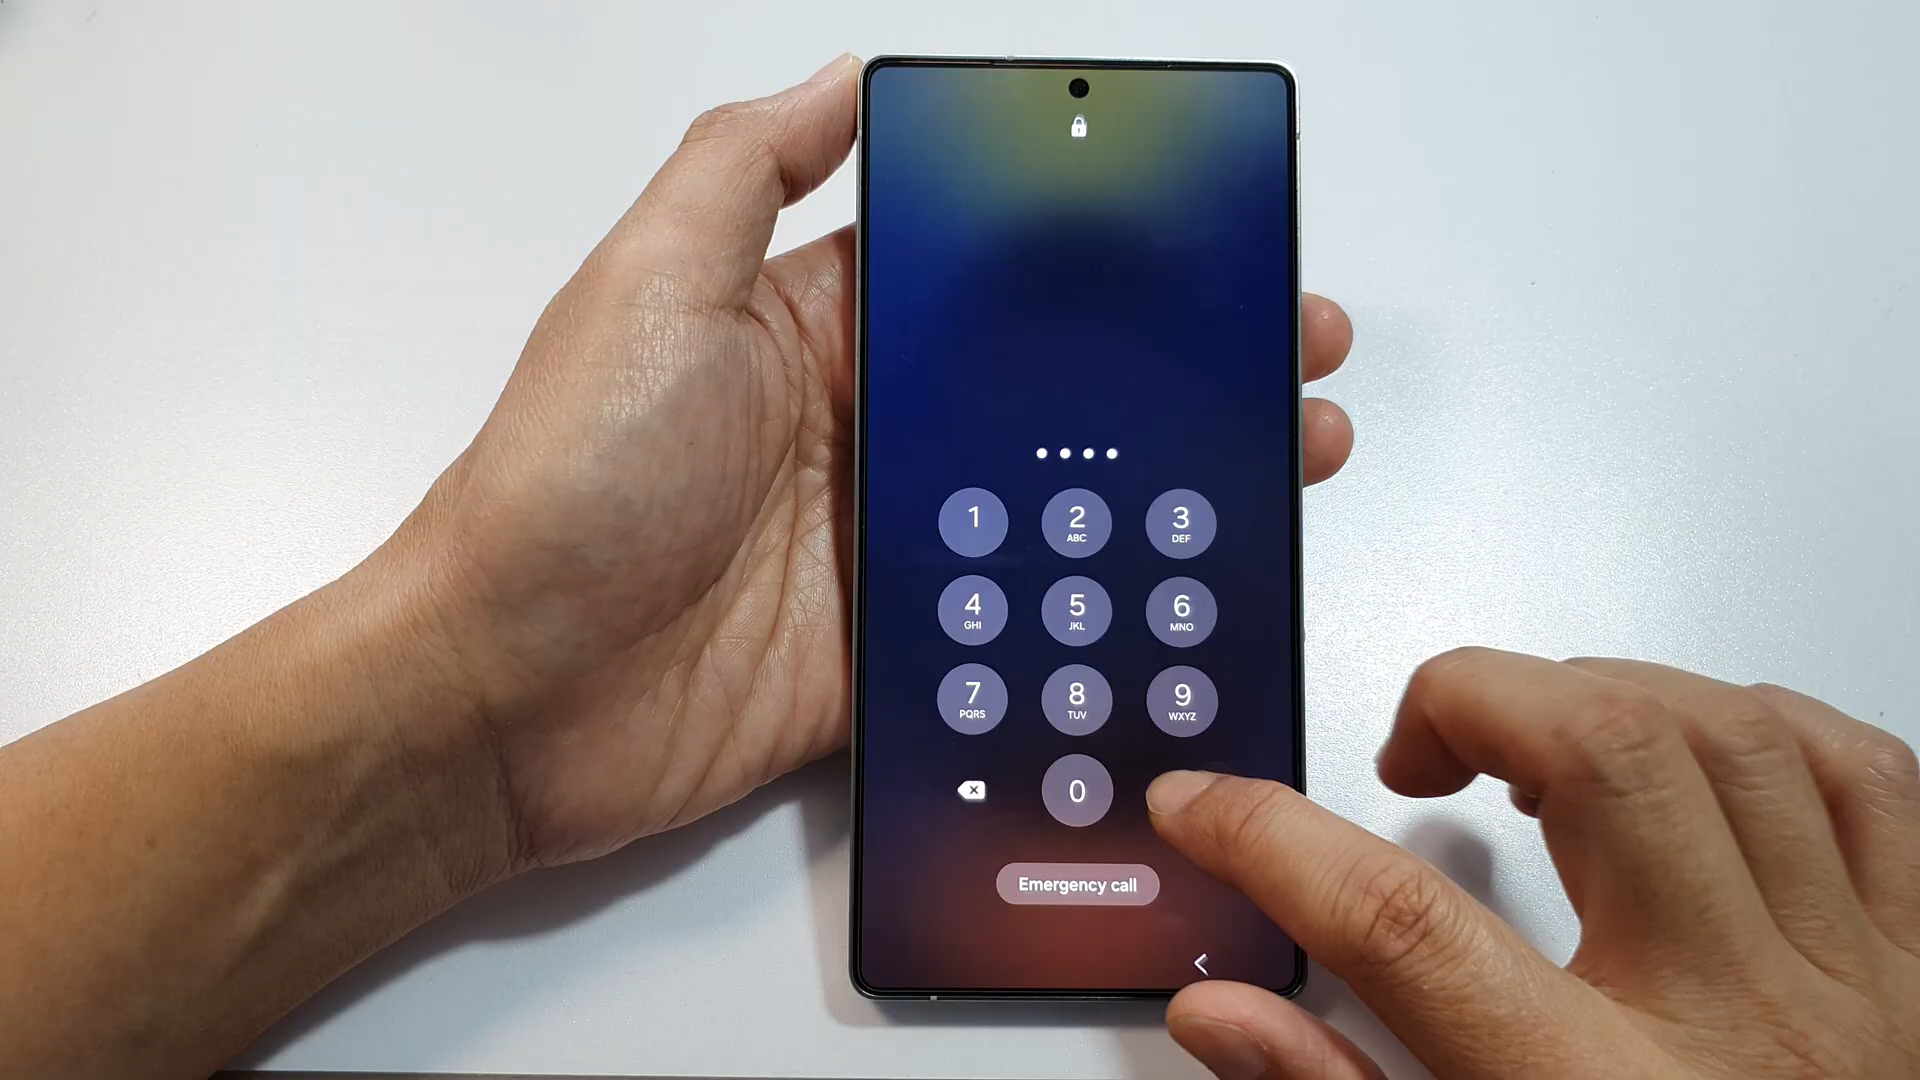 1 2 3
ABC DEF
4 5 6
GHI JKL MNO
7 8 9
PQRS TUV WXYZ
0
Emergency call